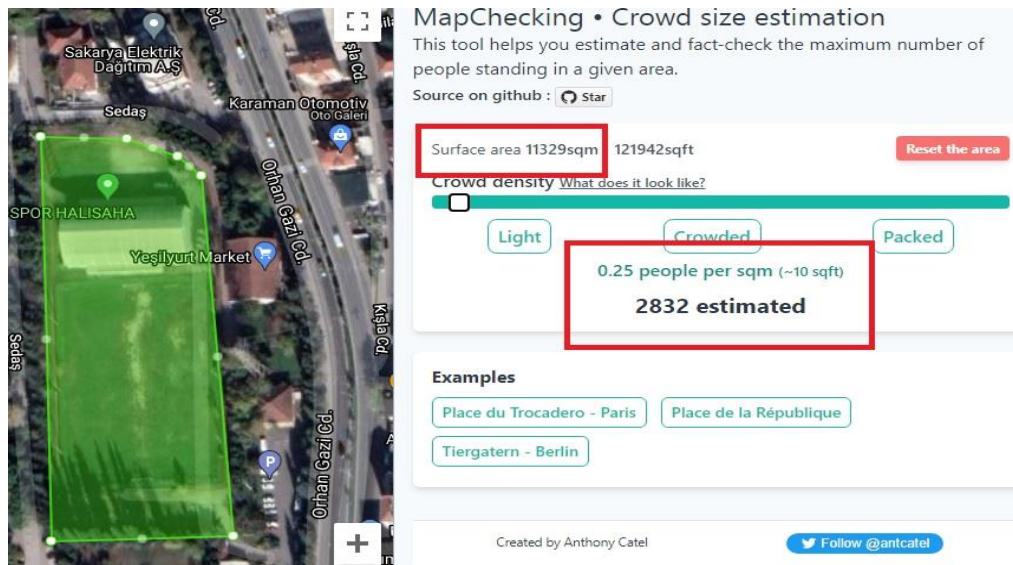 Sakarya Elektrik
Dağıtım A.Ş
Cd.
şla Cd.
Karaman Otomotiv
Oto Galeri
Sedaş
SPOR HALISAHA
Orhan Gazi Cd.
Yeşilyurt Market
Kışla Cd.
Sedaş
P
Orhan Gazi Cd.
+
MapChecking • Crowd size estimation
This tool helps you estimate and fact-check the maximum number of
people standing in a given area.
Source on github : Star
Surface area 11329sqm 121942sqft
Reset the area
Crowd density What does it look like?
Light Crowded Packed
0.25 people per sqm (~10 sqft)
2832 estimated
Examples
Place du Trocadero - Paris Place de la République
Tiergatern - Berlin
Created by Anthony Catel
Follow @antcatel